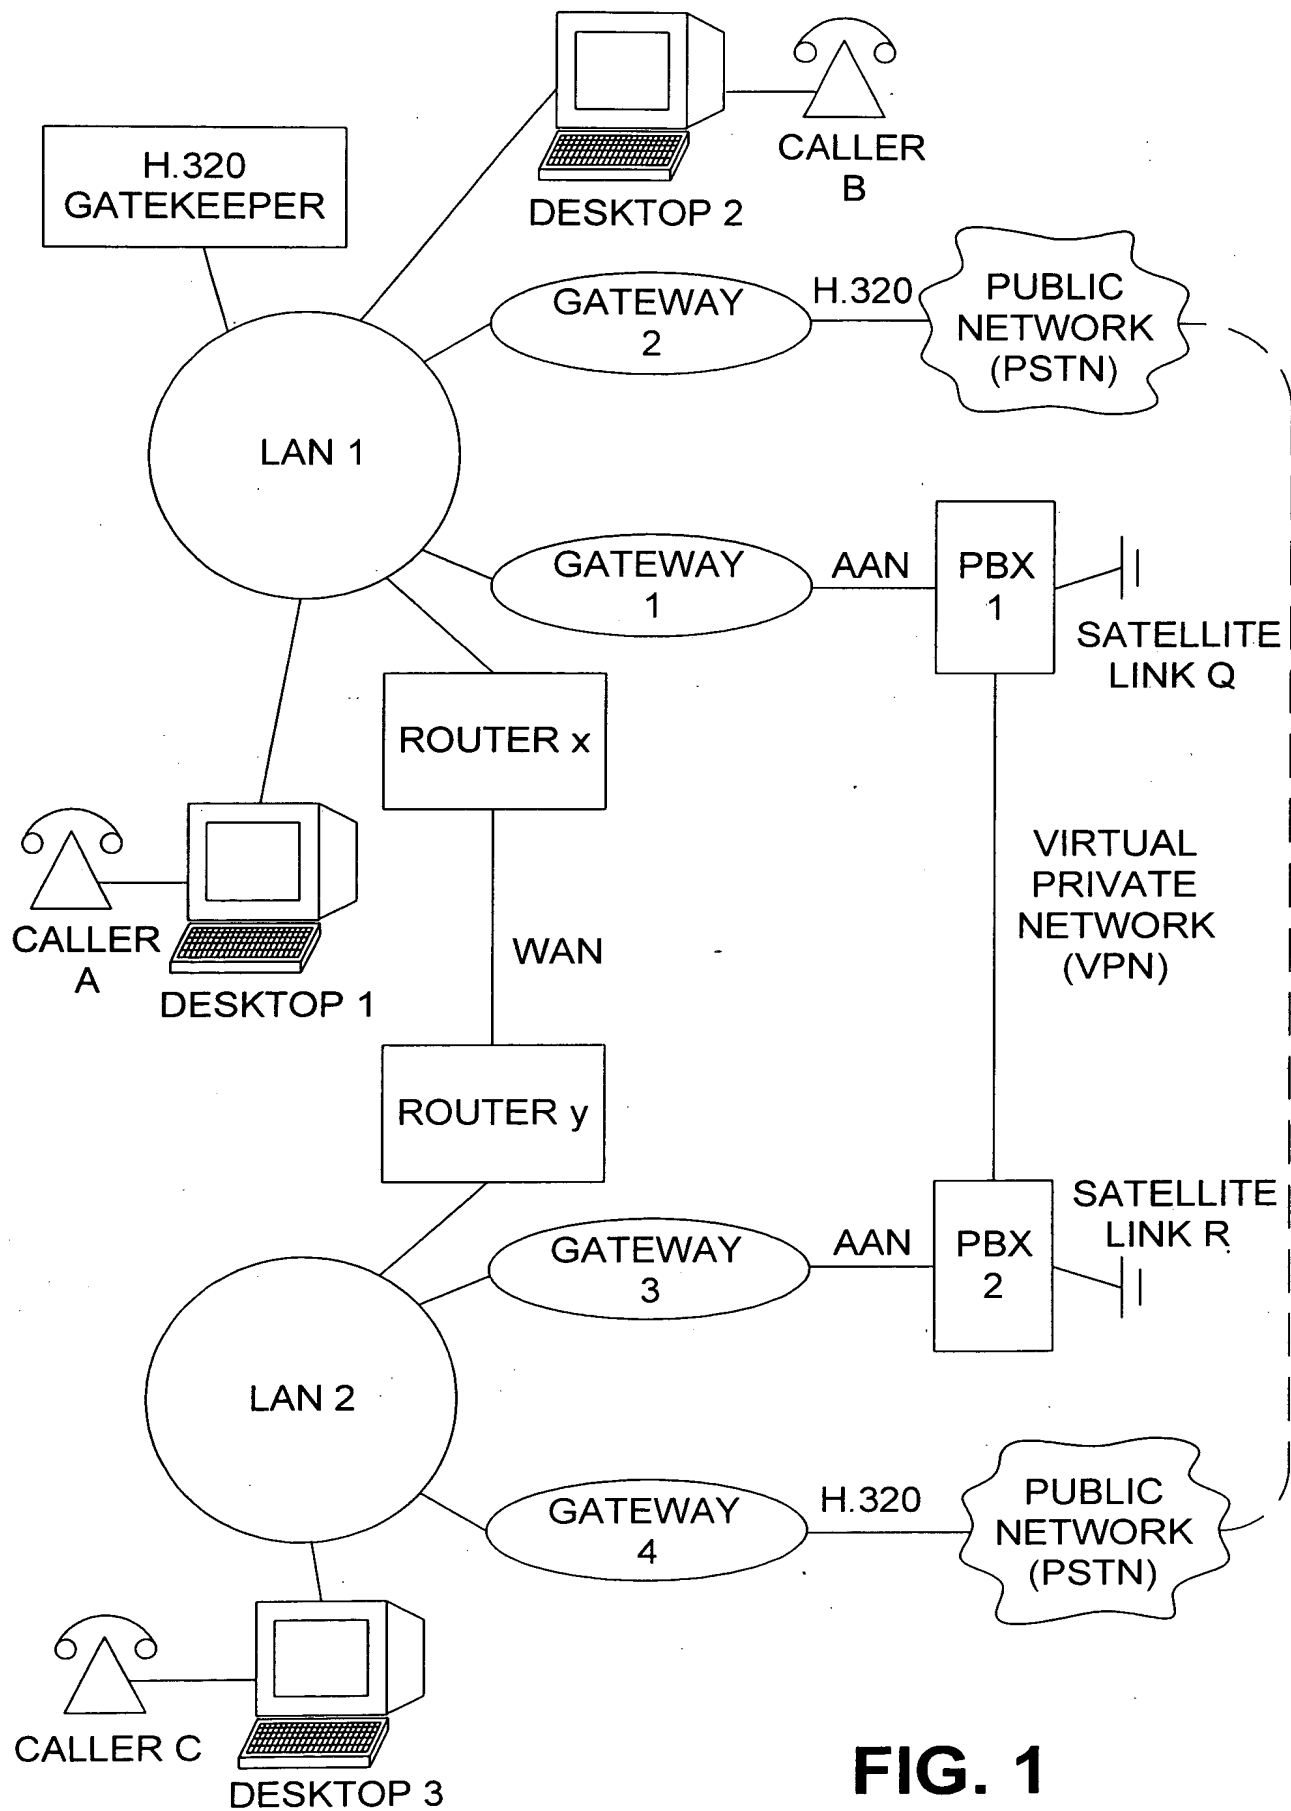 CALLER
B
DESKTOP 2
H.320
GATEKEEPER
GATEWAY
2
H.320
PUBLIC
NETWORK
(PSTN)
LAN 1
GATEWAY
1
AAN
PBX
1
SATELLITE
LINK Q
ROUTER x
CALLER
A
DESKTOP 1
WAN
VIRTUAL
PRIVATE
NETWORK
(VPN)
ROUTER y
SATELLITE
LINK R
GATEWAY
3
AAN
PBX
2
LAN 2
GATEWAY
4
H.320
PUBLIC
NETWORK
(PSTN)
CALLER C
DESKTOP 3
FIG. 1